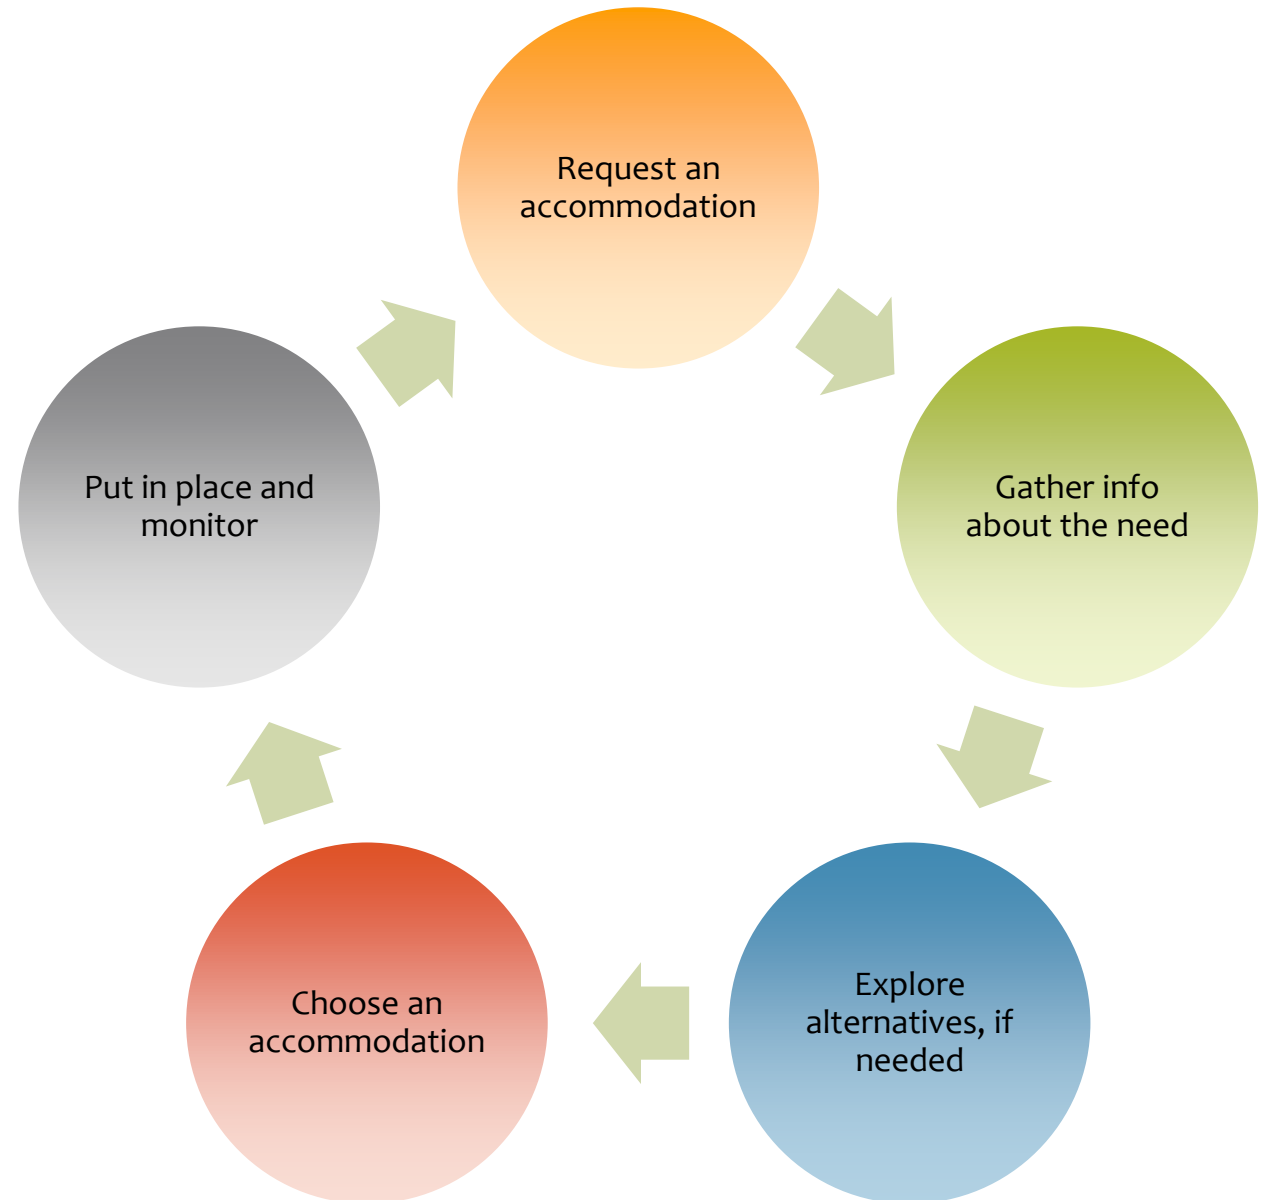 Request an
accommodation
Gather info
about the need
Explore
alternatives, if
needed
Choose an
accommodation
Put in place and
monitor